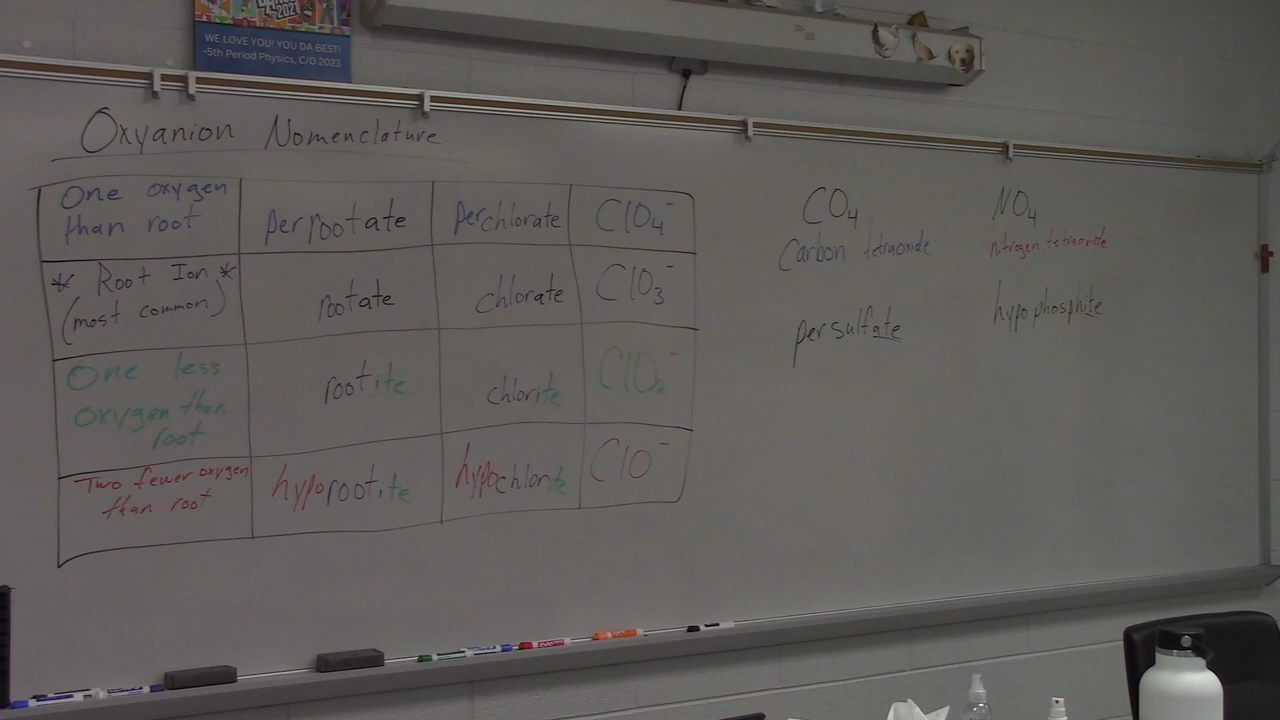 WE LOVE YOU! YOU DA BEST!
-5th Period Physics, C/O 2023
Oxyanion Nomenclature
One oxygen
than root
perrootate
perchlorate
ClO4-
* Root Ion *
(most common)
rootate
chlorate
ClO3-
One less
oxygen than
root
rootite
chlorite
ClO2-
Two fewer oxygen
than root
hyporootite
hypochlorite
ClO-
CO4
Carbon tetraoxide
NO4
nitrogen tetraoxide
persulfate
hypophosphite